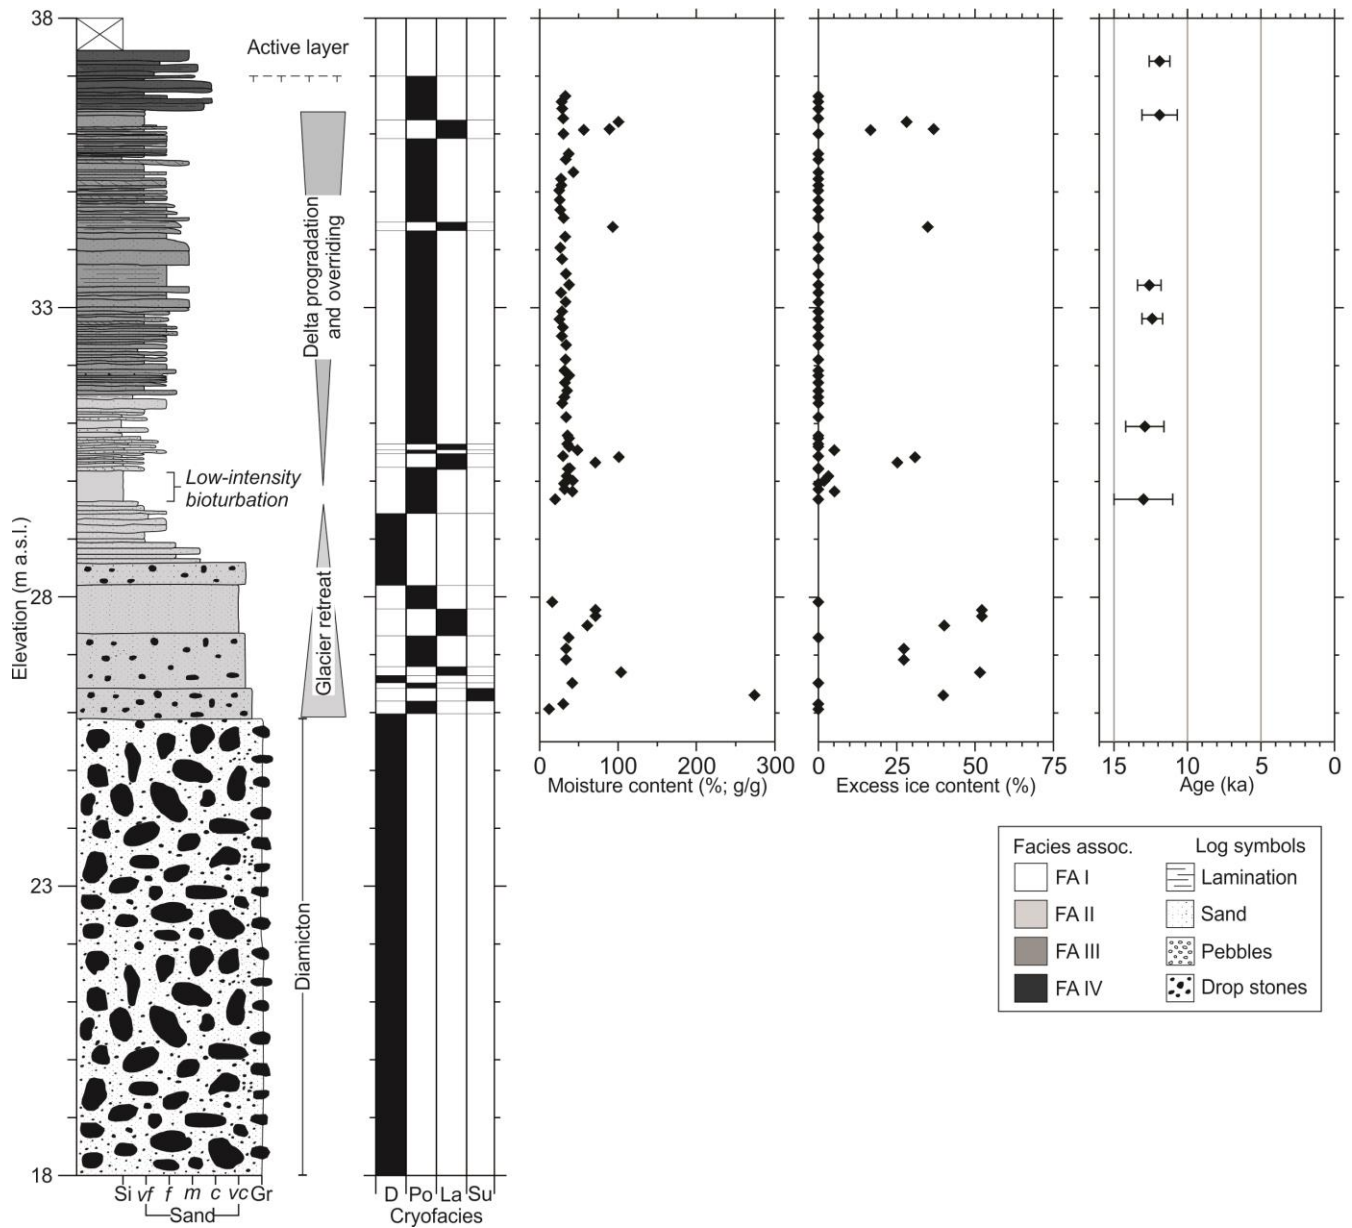 38
33
28
23
18
Elevation (m a.s.l.)
Si vf f m c vc Gr
Sand
Active layer
Delta progradation
and overriding
Low-intensity
bioturbation
Glacier retreat
Diamicton
D Po La Su
Cryofacies
0 100 200 300
Moisture content (%; g/g)
0 25 50 75
Excess ice content (%)
15 10 5 0
Age (ka)
Facies assoc.
FA I
FA II
FA III
FA IV
Log symbols
Lamination
Sand
Pebbles
Drop stones